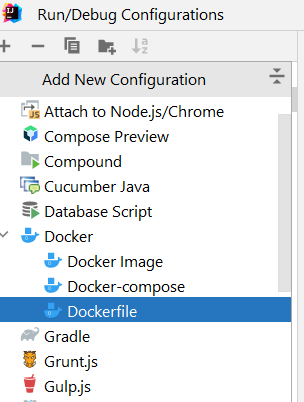 Run/Debug Configurations
Add New Configuration
Attach to Node.js/Chrome
Compose Preview
Compound
Cucumber Java
Database Script
Docker
Docker Image
Docker-compose
Dockerfile
Gradle
Grunt.js
Gulp.js